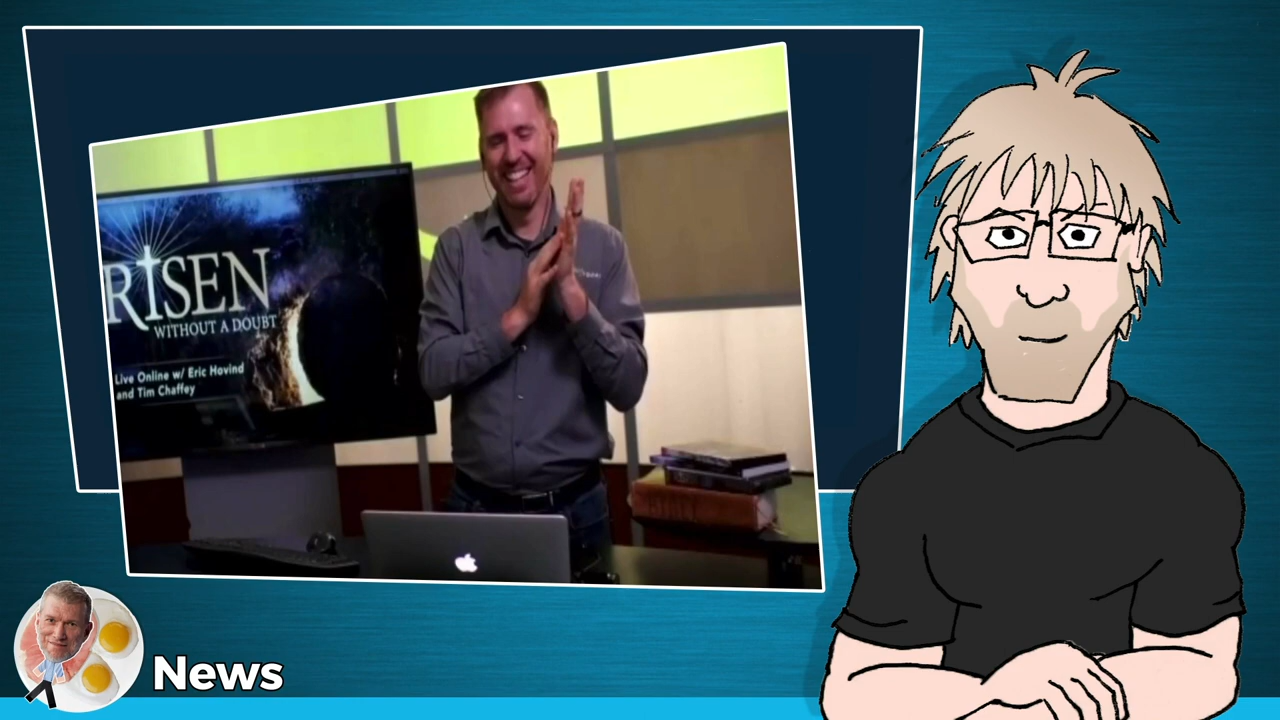 RISEN
WITHOUT A DOUBT
Live Online w/ Eric Hovind
and Tim Chaffey
News